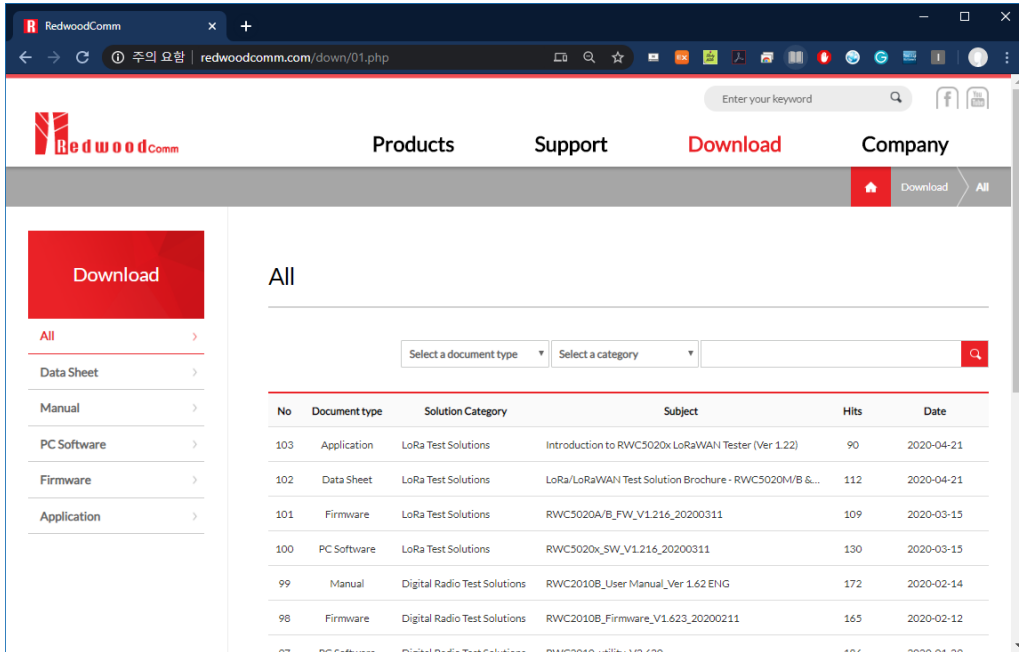 RedwoodComm
주의 요함 redwoodcomm.com/down/01.php
Enter your keyword
You Tube
RedwoodComm
Products Support Download Company
Download All
Download
All
Data Sheet
Manual
PC Software
Firmware
Application
All
Select a document type Select a category
No Document type Solution Category Subject Hits Date
103 Application LoRa Test Solutions Introduction to RWC5020x LoRaWAN Tester (Ver 1.22) 90 2020-04-21
102 Data Sheet LoRa Test Solutions LoRa/LoRaWAN Test Solution Brochure - RWC5020M/B &... 112 2020-04-21
101 Firmware LoRa Test Solutions RWC5020A/B_FW_V1.216_20200311 109 2020-03-15
100 PC Software LoRa Test Solutions RWC5020x_SW_V1.216_20200311 130 2020-03-15
99 Manual Digital Radio Test Solutions RWC2010B_User Manual_Ver 1.62 ENG 172 2020-02-14
98 Firmware Digital Radio Test Solutions RWC2010B_Firmware_V1.623_20200211 165 2020-02-12